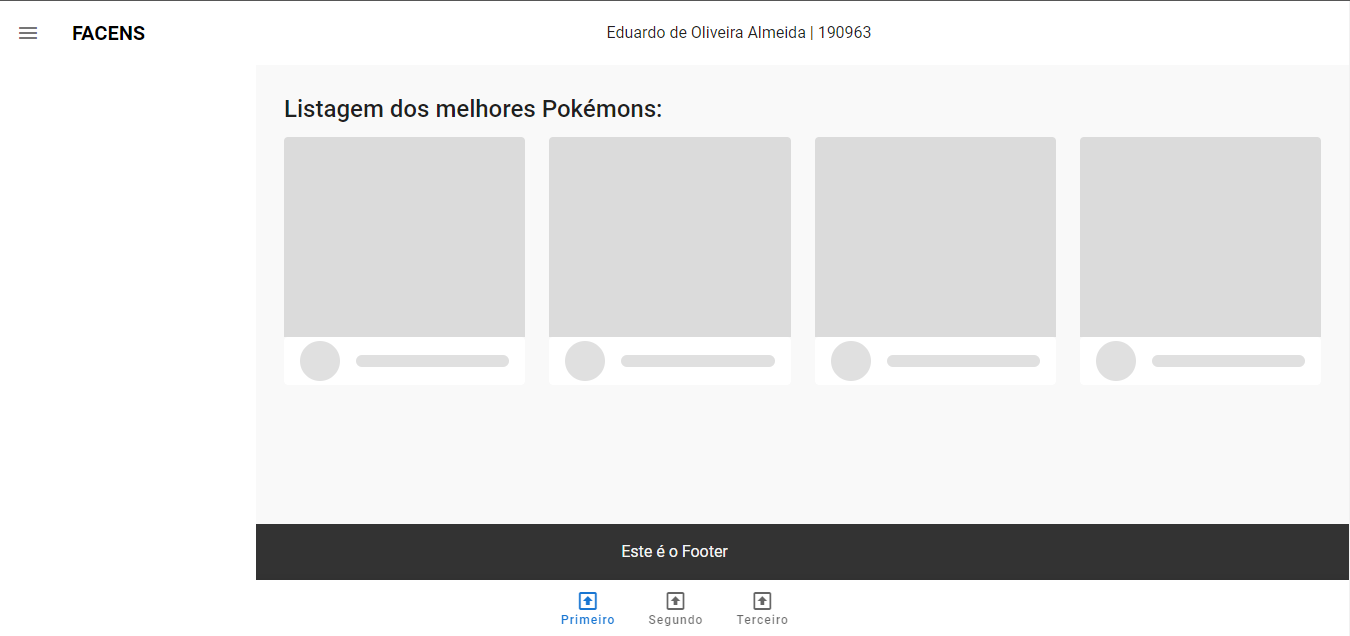 FACENS
Eduardo de Oliveira Almeida | 190963
Listagem dos melhores Pokémons:
Este é o Footer
Primeiro
Segundo
Terceiro